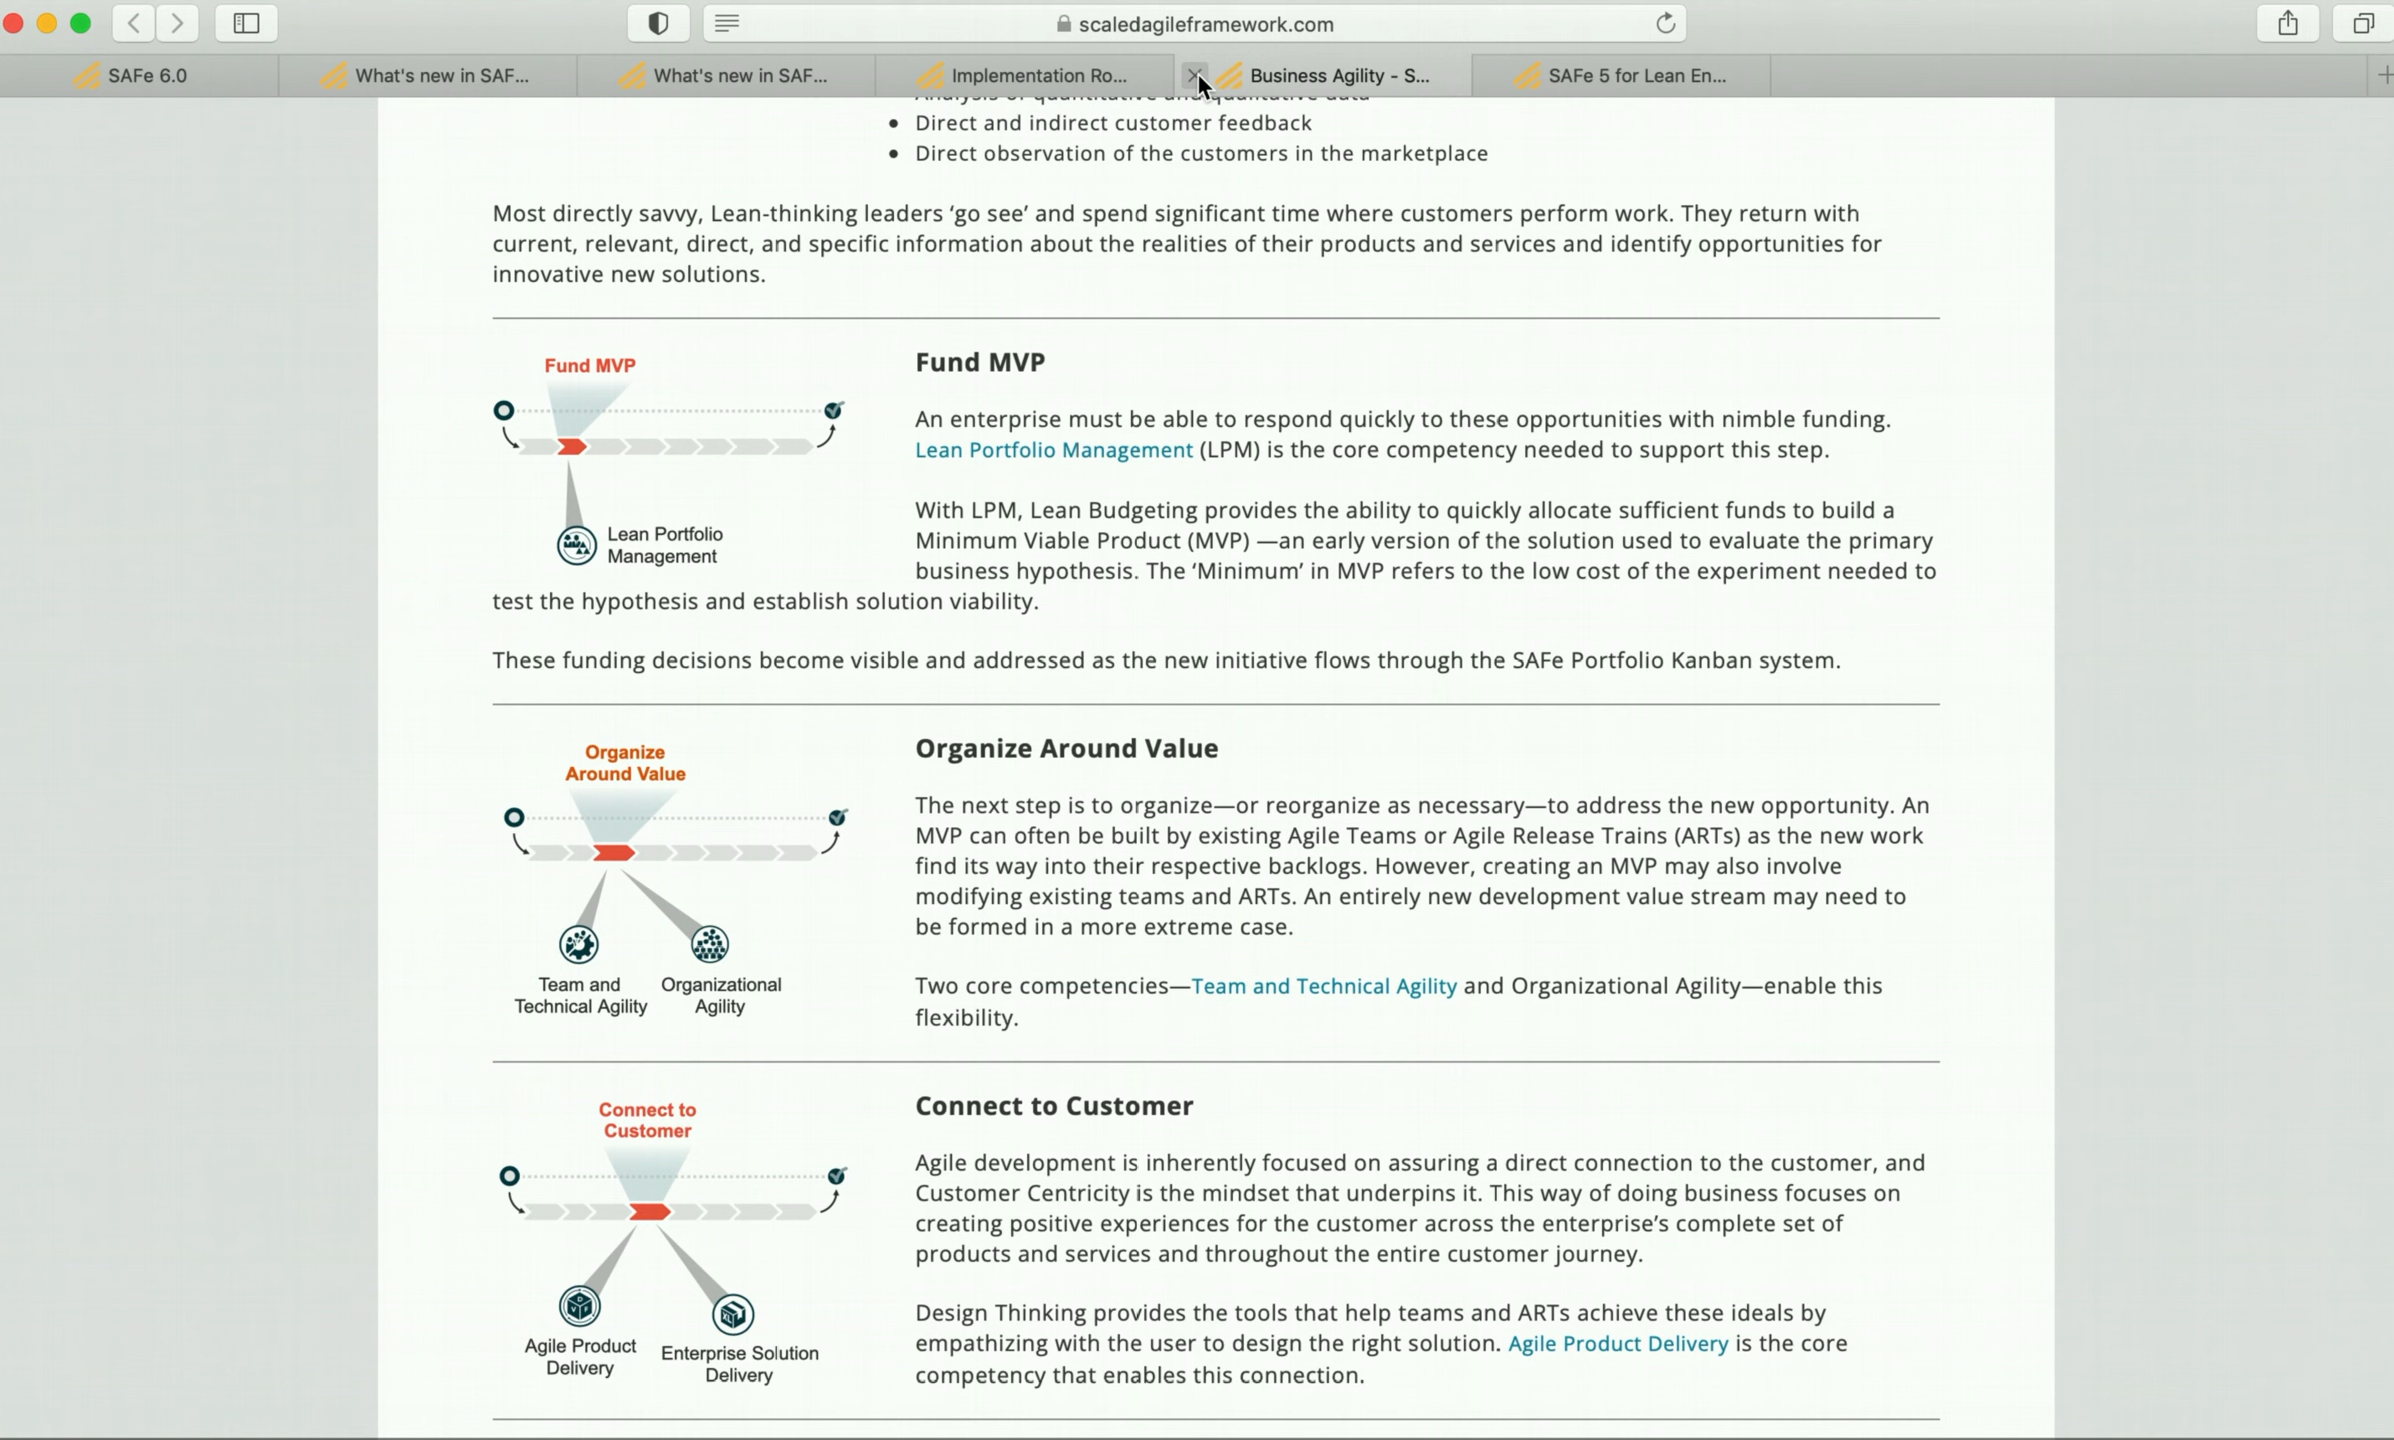 scaledagileframework.com
SAFe 6.0
What's new in SAF...
What's new in SAF...
Implementation Ro...
Business Agility - S...
SAFe 5 for Lean En...
Analysis of quantitative and qualitative data
• Direct and indirect customer feedback
• Direct observation of the customers in the marketplace
Most directly savvy, Lean-thinking leaders ‘go see’ and spend significant time where customers perform work. They return with
current, relevant, direct, and specific information about the realities of their products and services and identify opportunities for
innovative new solutions.
Fund MVP
Lean Portfolio
Management
Fund MVP
An enterprise must be able to respond quickly to these opportunities with nimble funding.
Lean Portfolio Management (LPM) is the core competency needed to support this step.
With LPM, Lean Budgeting provides the ability to quickly allocate sufficient funds to build a
Minimum Viable Product (MVP) —an early version of the solution used to evaluate the primary
business hypothesis. The ‘Minimum’ in MVP refers to the low cost of the experiment needed to
test the hypothesis and establish solution viability.
These funding decisions become visible and addressed as the new initiative flows through the SAFe Portfolio Kanban system.
Organize
Around Value
Team and
Technical Agility
Organizational
Agility
Organize Around Value
The next step is to organize—or reorganize as necessary—to address the new opportunity. An
MVP can often be built by existing Agile Teams or Agile Release Trains (ARTs) as the new work
find its way into their respective backlogs. However, creating an MVP may also involve
modifying existing teams and ARTs. An entirely new development value stream may need to
be formed in a more extreme case.
Two core competencies—Team and Technical Agility and Organizational Agility—enable this
flexibility.
Connect to
Customer
Agile Product
Delivery
Enterprise Solution
Delivery
Connect to Customer
Agile development is inherently focused on assuring a direct connection to the customer, and
Customer Centricity is the mindset that underpins it. This way of doing business focuses on
creating positive experiences for the customer across the enterprise’s complete set of
products and services and throughout the entire customer journey.
Design Thinking provides the tools that help teams and ARTs achieve these ideals by
empathizing with the user to design the right solution. Agile Product Delivery is the core
competency that enables this connection.